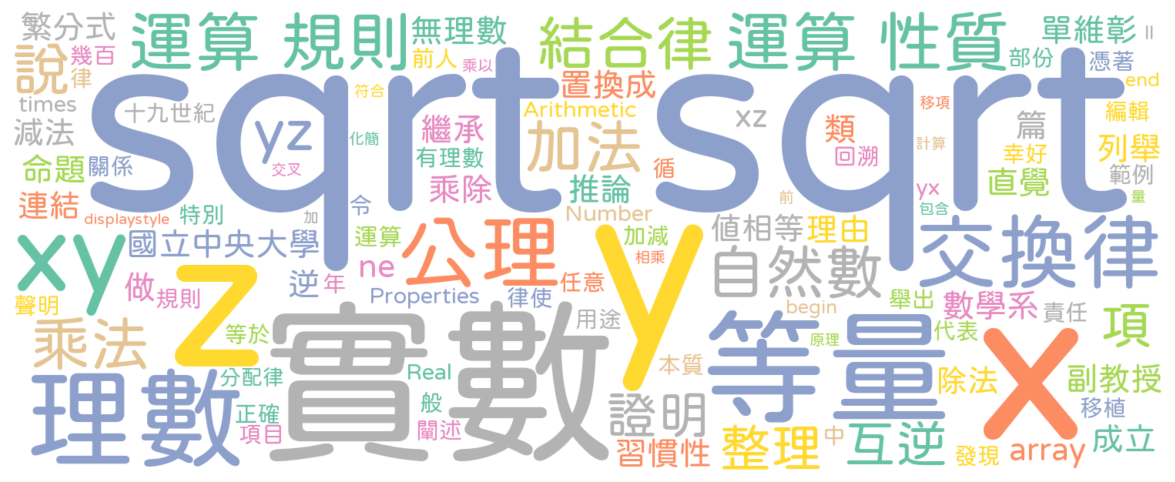 繁分式 運算 規則 無理數 結合律 運算 性質 單維彰 II
說 幾百 律 前人 乘以 置換成 部份 憑著 end
times 十九世紀 符合 Arithmetic xz 移項 編輯
sqrt sqrt
減法 yz 化簡 繼承 加法 類 計算 篇 列舉
命題 關係 交叉 有理數 循 回溯 幸好 範例
連結 乘除 推論 yx 直覺 量
displaystyle 特別 加 令 Number 包含 前
xy 國立中央大學 運算 公理 加減 值相等 理由 交換律
z 做 規則 逆 年 ne 相乘 y 自然數
聲明 Properties 律使 任意 舉出 數學系 責任
乘法 等於 實數 用途 begin 等量 代表 x 項
理數 分配律 Real 本質 原理 除法 副教授
正確 般 證明 移植
項目 闡述 習慣性 整理 中 互逆 發現 array 成立